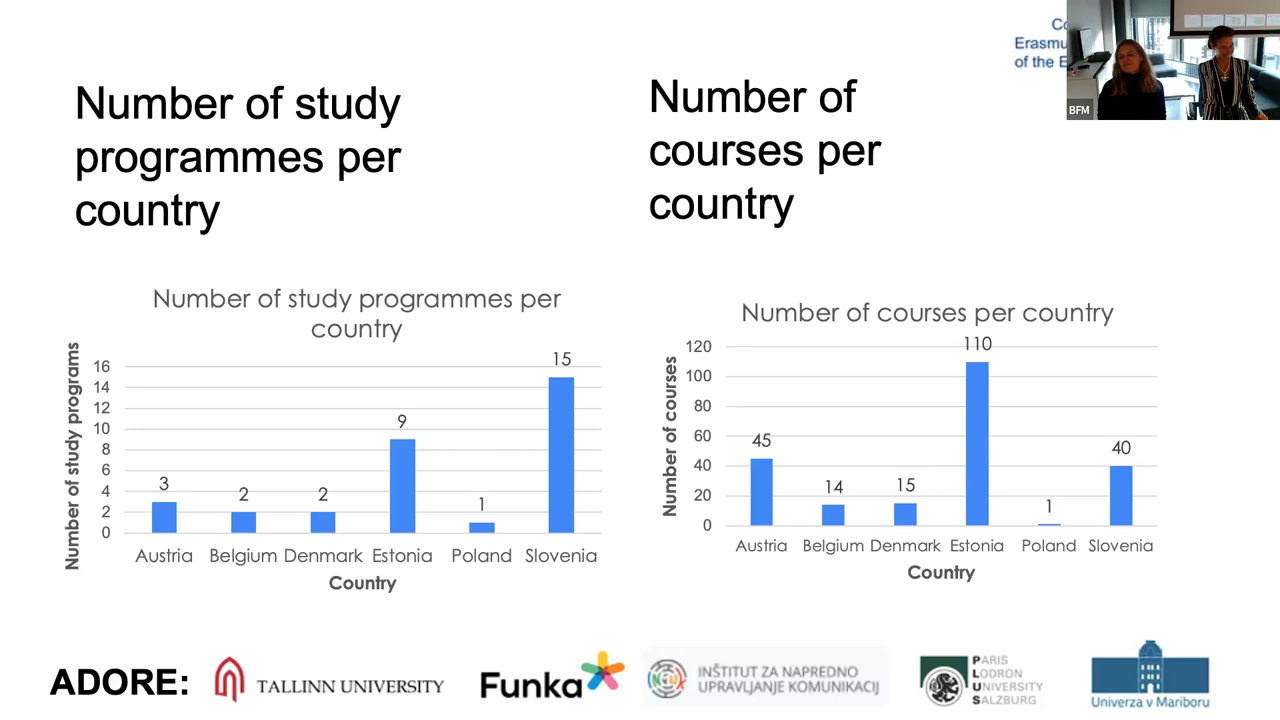 Number of study
programmes per
country
Number of
courses per
country
of the
BFM
Number of study programmes per
country
Number of study programs
16
14
12
10
8
6
4
2
0
3
2
2
9
1
15
Austria
Belgium
Denmark
Estonia
Poland
Slovenia
Country
Number of courses per country
Number of courses
120
100
80
60
40
20
0
45
14
15
110
1
40
Austria
Belgium
Denmark
Estonia
Poland
Slovenia
Country
ADORE:
TALLINN UNIVERSITY
Funka
INŠTITUT ZA NAPREDNO
UPRAVLJANJE KOMUNIKACIJ
PARIS
LODRON
UNIVERSITY
SALZBURG
PLUS
Univerza v Mariboru